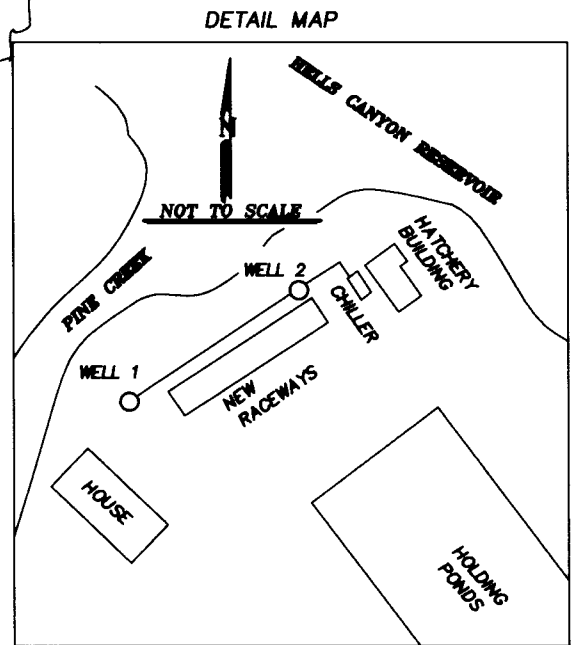 DETAIL MAP
HELLS CANYON RESERVOIR
N
NOT TO SCALE
PINE CREEK
WELL 2
HATCHERY
BUILDING
CHILLER
WELL 1
NEW
RACEWAYS
HOUSE
HOLDING
PONDS